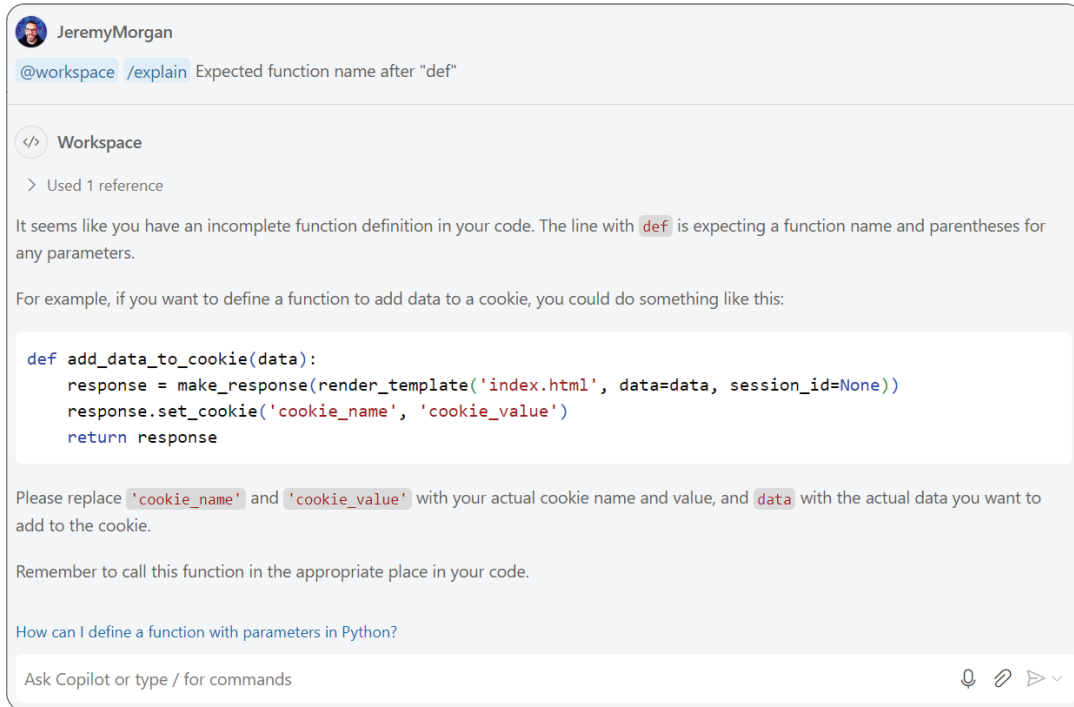 JeremyMorgan
@workspace /explain Expected function name after "def"
</> Workspace
> Used 1 reference
It seems like you have an incomplete function definition in your code. The line with def is expecting a function name and parentheses for
any parameters.
For example, if you want to define a function to add data to a cookie, you could do something like this:
def add_data_to_cookie(data):
    response = make_response(render_template('index.html', data=data, session_id=None))
    response.set_cookie('cookie_name', 'cookie_value')
    return response
Please replace 'cookie_name' and 'cookie_value' with your actual cookie name and value, and data with the actual data you want to
add to the cookie.
Remember to call this function in the appropriate place in your code.
How can I define a function with parameters in Python?
Ask Copilot or type / for commands